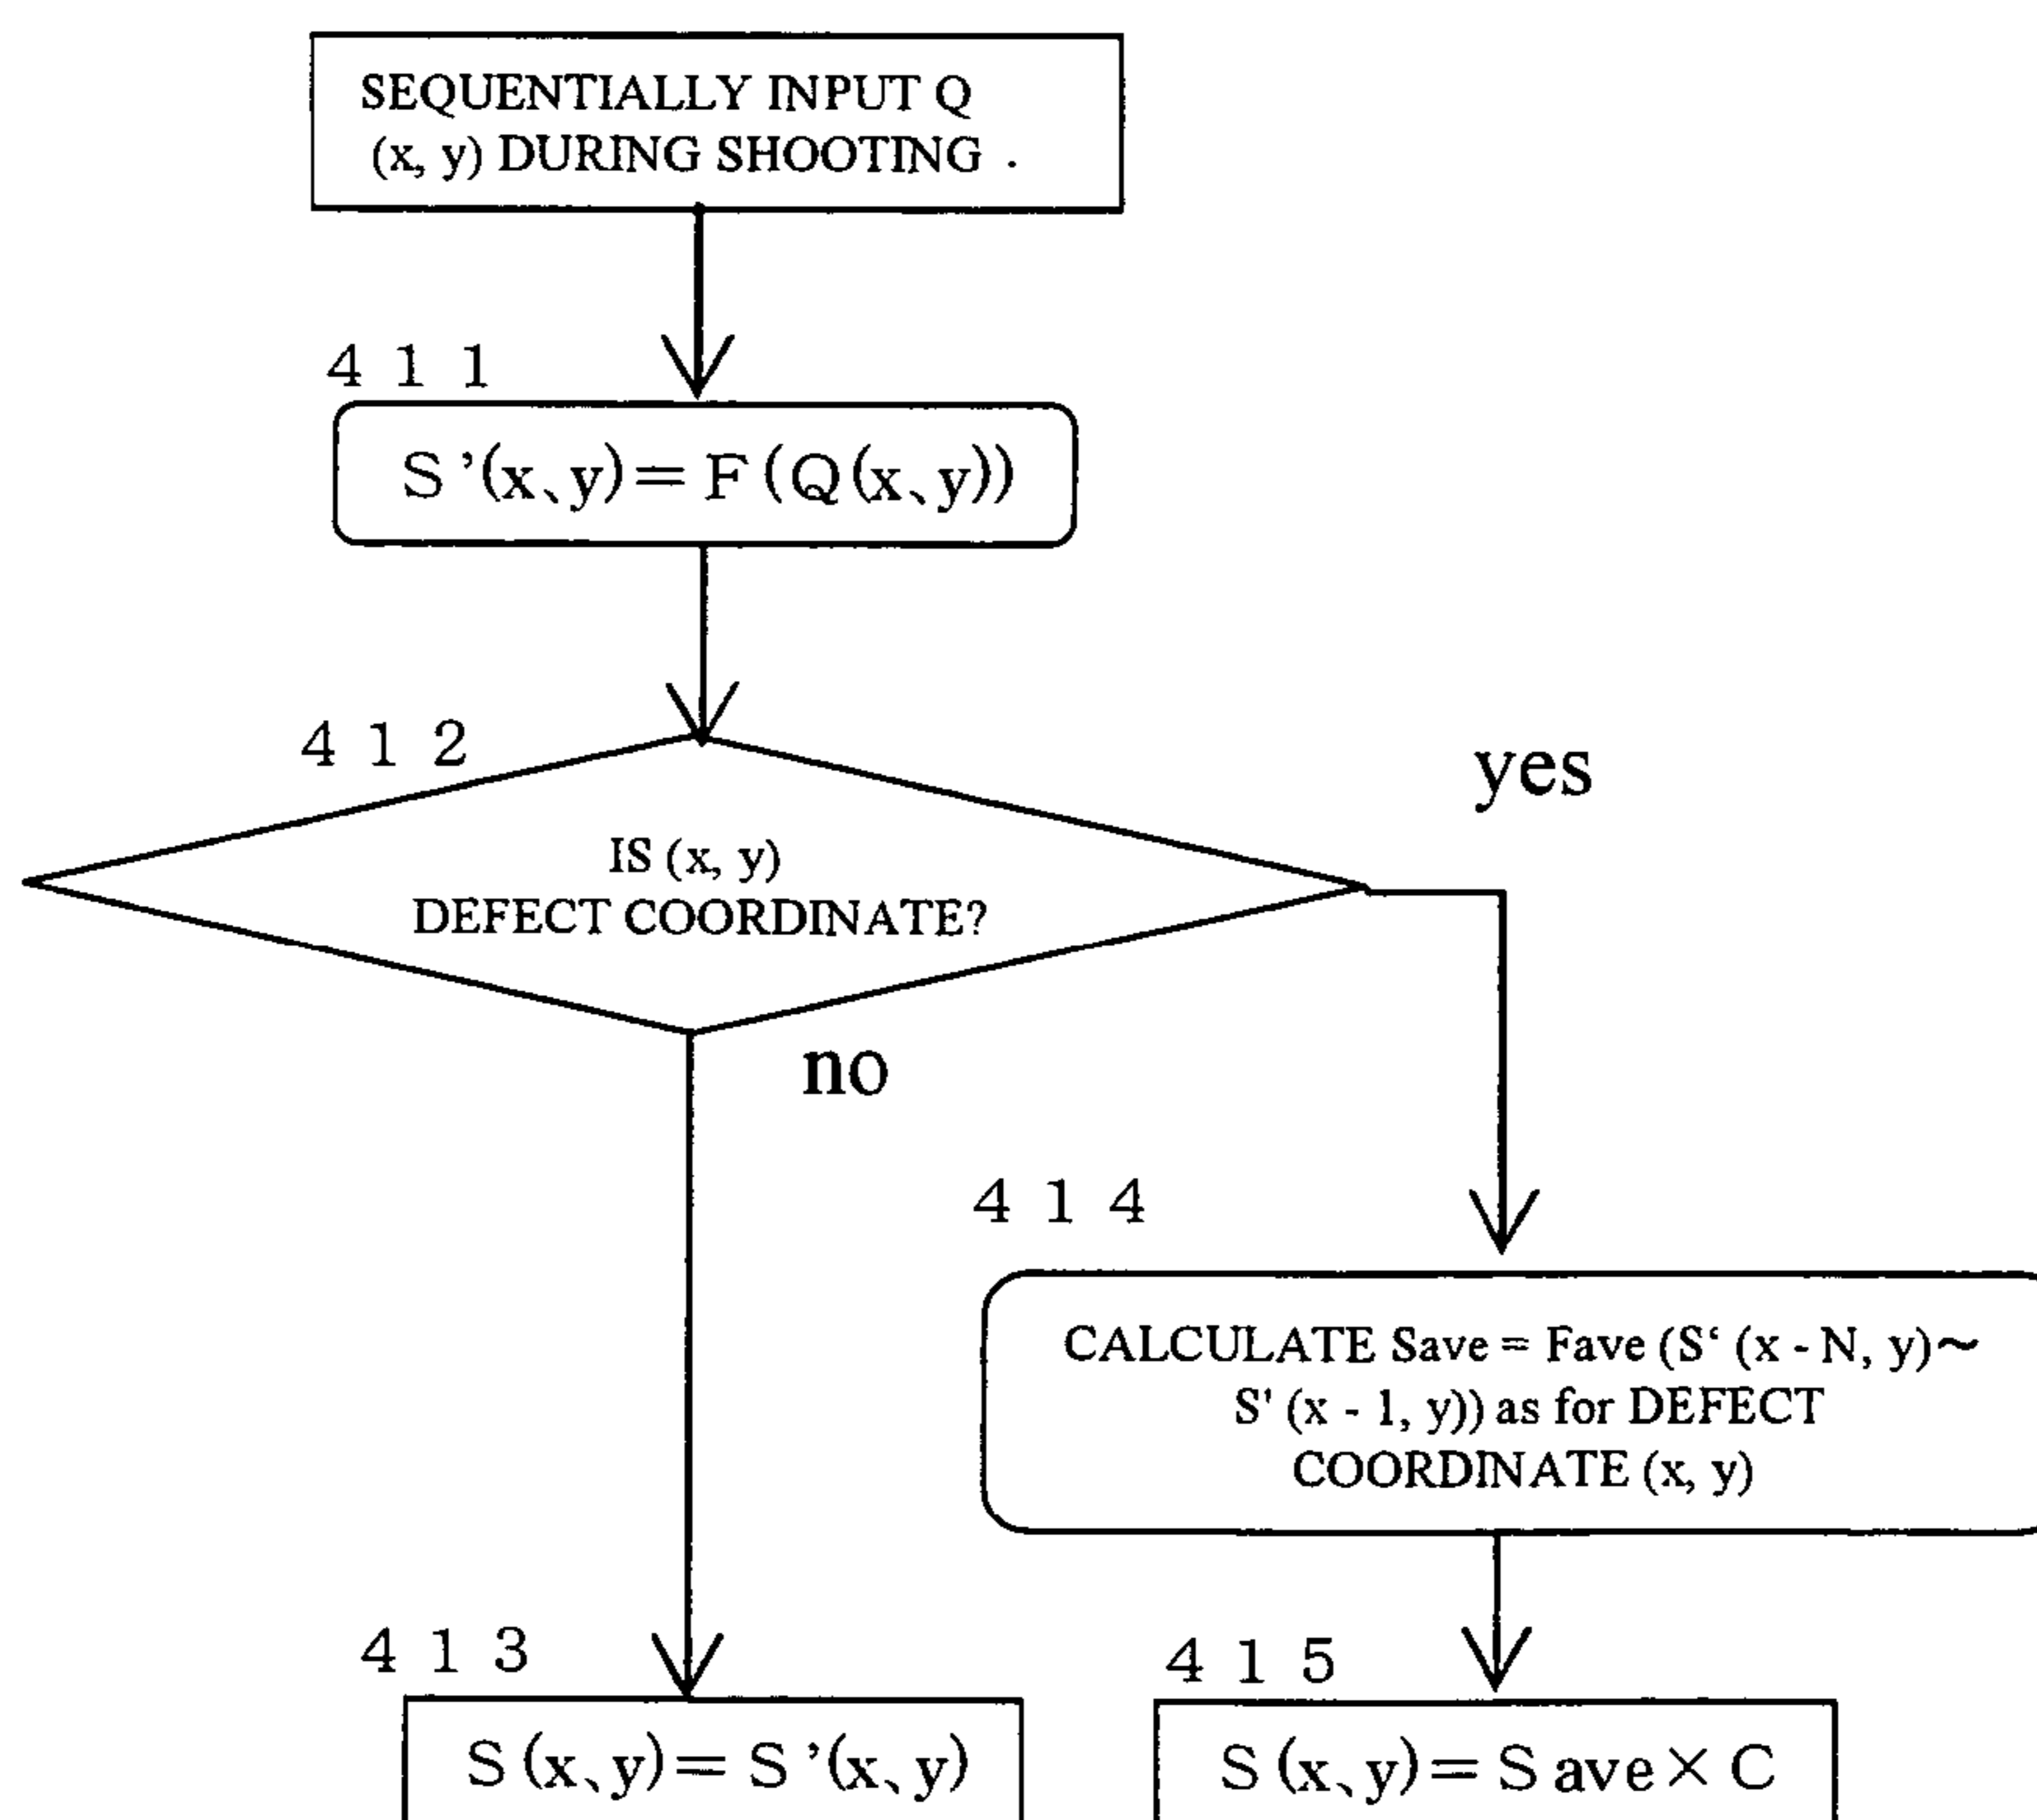 SEQUENTIALLY INPUT Q
(x, y) DURING SHOOTING .
4 1 1
S ’(x、y)＝ F (Q (x、y))
4 1 2
yes
IS (x, y)
DEFECT COORDINATE?
no
4 1 4
CALCULATE Save = Fave (S‘ (x - N, y)～
S' (x - 1, y)) as for DEFECT
COORDINATE (x, y)
4 1 3
S (x、y)＝ S ’(x、y)
4 1 5
S (x、y)＝ S ave× C